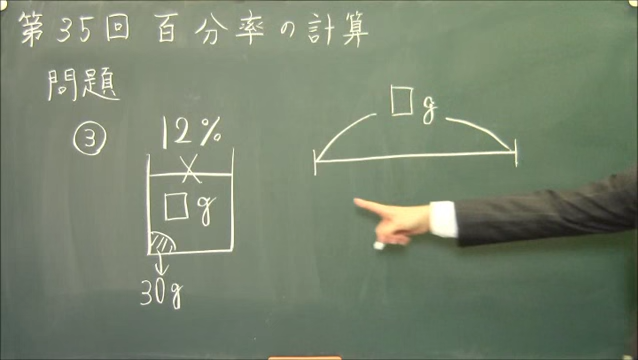 第35回 百分率の計算
問題
③ 12%
□g
30g
□g